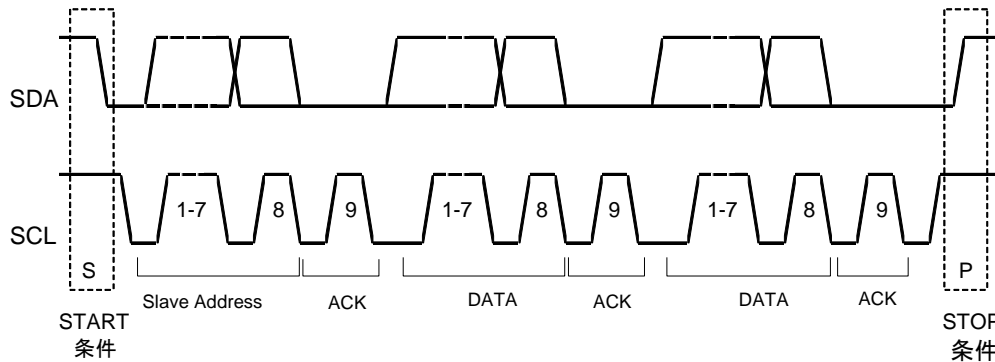 SDA
1-7 8 9 1-7 8 9 1-7 8 9
SCL
S P
Slave Address ACK DATA ACK DATA ACK
START STOP
条件 条件